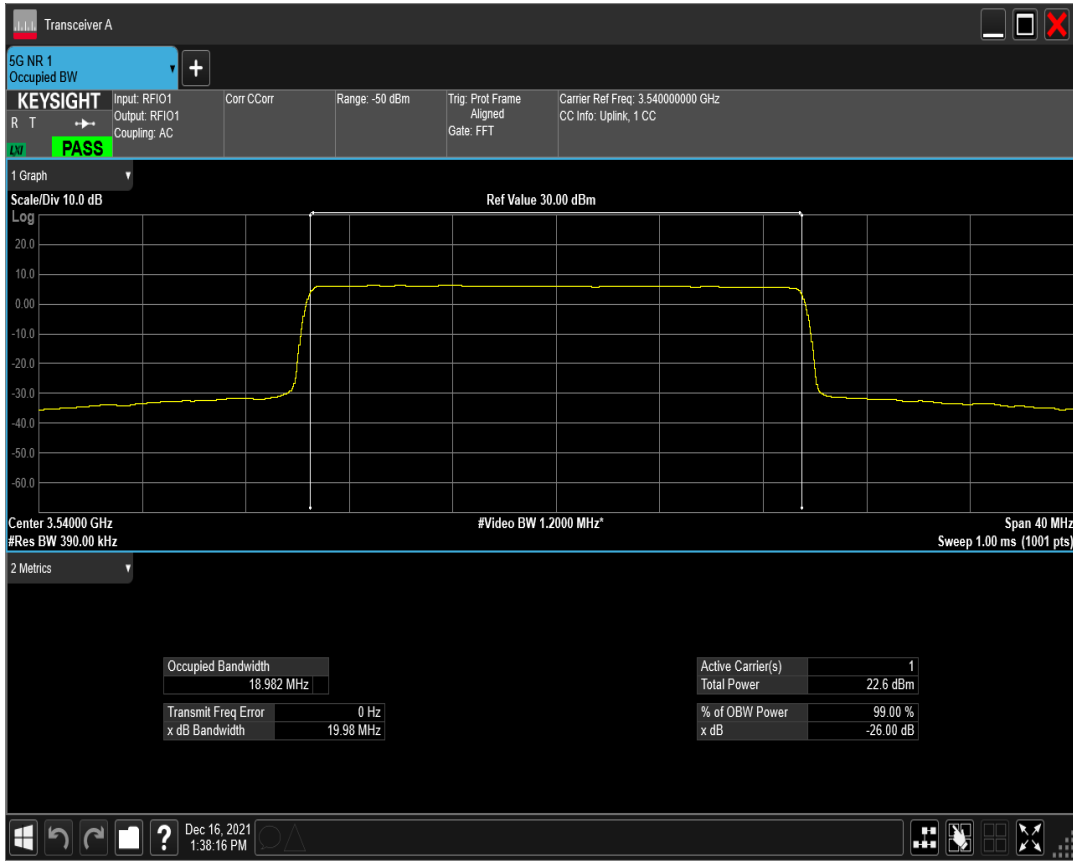 Transceiver A
5G NR 1
Occupied BW
KEYSIGHT
R T
LXI
PASS
Input: RFIO1
Output: RFIO1
Coupling: AC
Corr CCorr
Range: -50 dBm
Trig: Prot Frame
Aligned
Gate: FFT
Carrier Ref Freq: 3.540000000 GHz
CC Info: Uplink, 1 CC
1 Graph
Scale/Div 10.0 dB
Ref Value 30.00 dBm
Log
20.0
10.0
0.00
-10.0
-20.0
-30.0
-40.0
-50.0
-60.0
Center 3.54000 GHz
#Video BW 1.2000 MHz*
Span 40 MHz
#Res BW 390.00 kHz
Sweep 1.00 ms (1001 pts)
2 Metrics
Occupied Bandwidth
18.982 MHz
Transmit Freq Error 0 Hz
x dB Bandwidth 19.98 MHz
Active Carrier(s) 1
Total Power 22.6 dBm
% of OBW Power 99.00 %
x dB -26.00 dB
?
Dec 16, 2021
1:38:16 PM